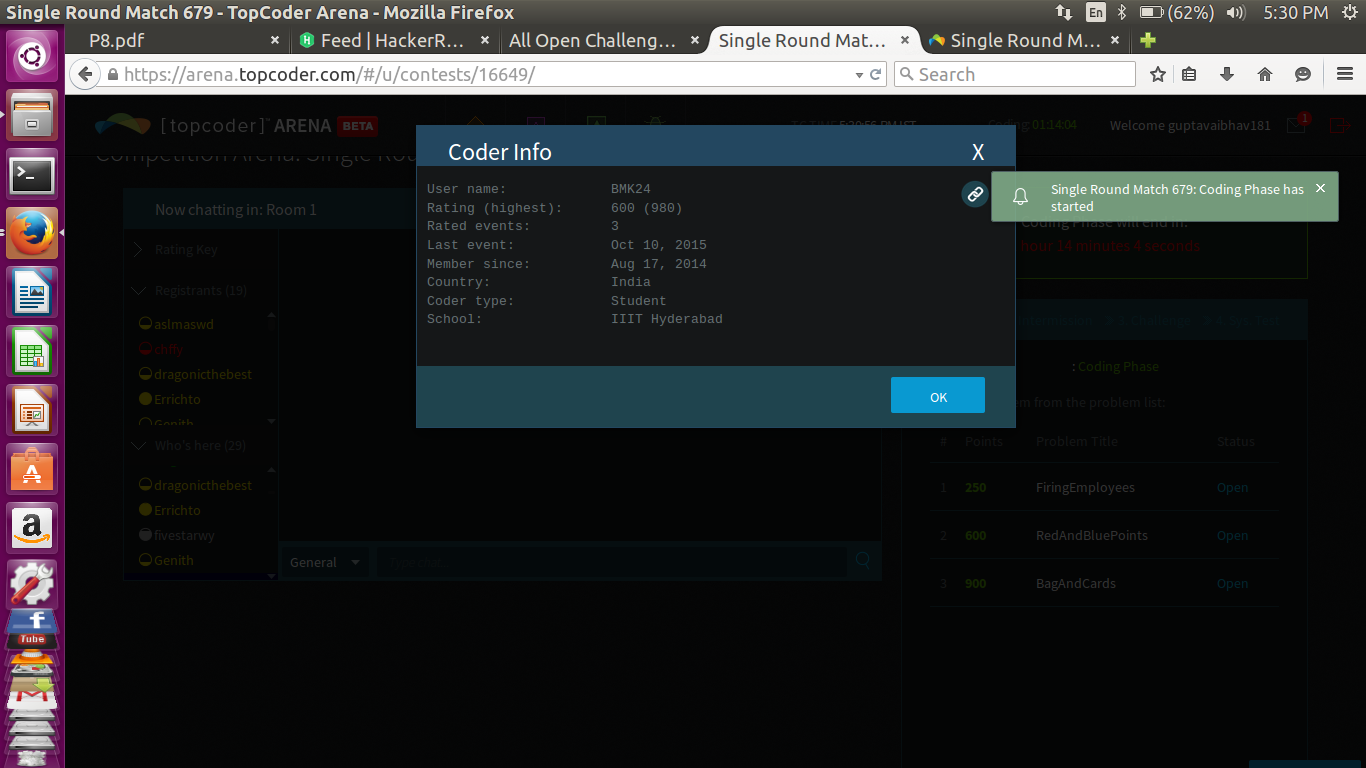 Single Round Match 679 - TopCoder Arena - Mozilla Firefox
En (62%) 5:30 PM
P8.pdf × Feed | HackerR... × All Open Challeng... × Single Round Mat... × Single Round M... ×
https://arena.topcoder.com/#/u/contests/16649/ Search
[topcoder]™ ARENA BETA
Coding: 01:14:04
Welcome guptavaibhav181 1
Competition Arena: Single Rou
Coder Info X
User name: BMK24
Rating (highest): 600 (980)
Rated events: 3
Last event: Oct 10, 2015
Member since: Aug 17, 2014
Country: India
Coder type: Student
School: IIIT Hyderabad
OK
Single Round Match 679: Coding Phase has
started
Coding Phase will end in:
hour 14 minutes 4 seconds
Now chatting in: Room 1
Rating Key
Registrants (19)
aslmaswd
chffy
dragonicthebest
Errichto
Genith
Who's here (29)
dragonicthebest
Errichto
fivestarwy
Genith
General
: Coding Phase
em from the problem list:
# Points Problem Title Status
1 250 FiringEmployees Open
2 600 RedAndBluePoints Open
3 900 BagAndCards Open
f
Tube
a